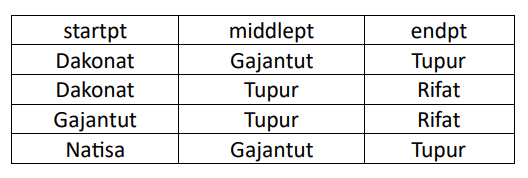 startpt middlept endpt
Dakonat Gajantut Tupur
Dakonat Tupur Rifat
Gajantut Tupur Rifat
Natisa Gajantut Tupur